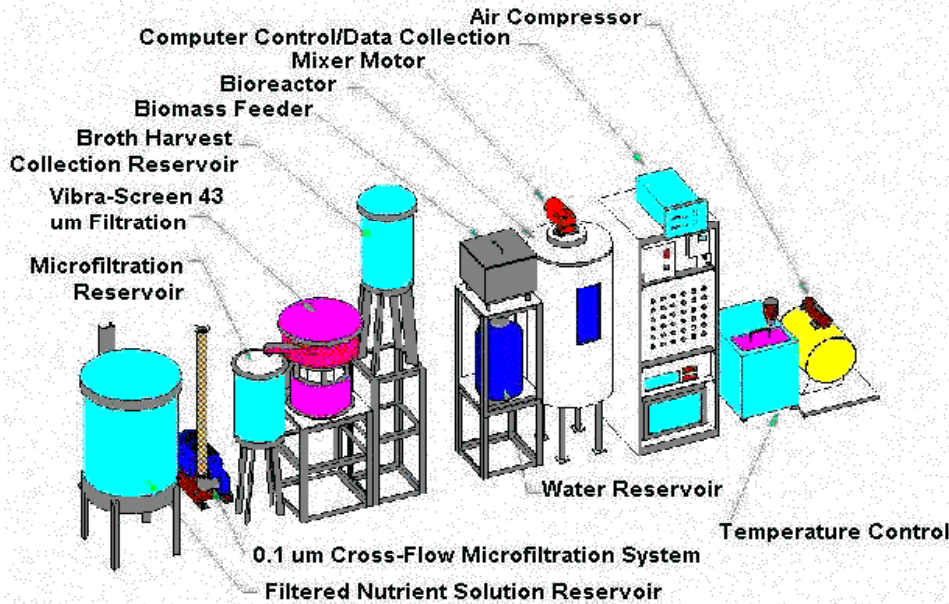 Air Compressor
Computer Control/Data Collection
Mixer Motor
Bioreactor
Biomass Feeder
Broth Harvest
Collection Reservoir
Vibra-Screen 43
um Filtration
Microfiltration
Reservoir
Water Reservoir
Temperature Control
0.1 um Cross-Flow Microfiltration System
Filtered Nutrient Solution Reservoir